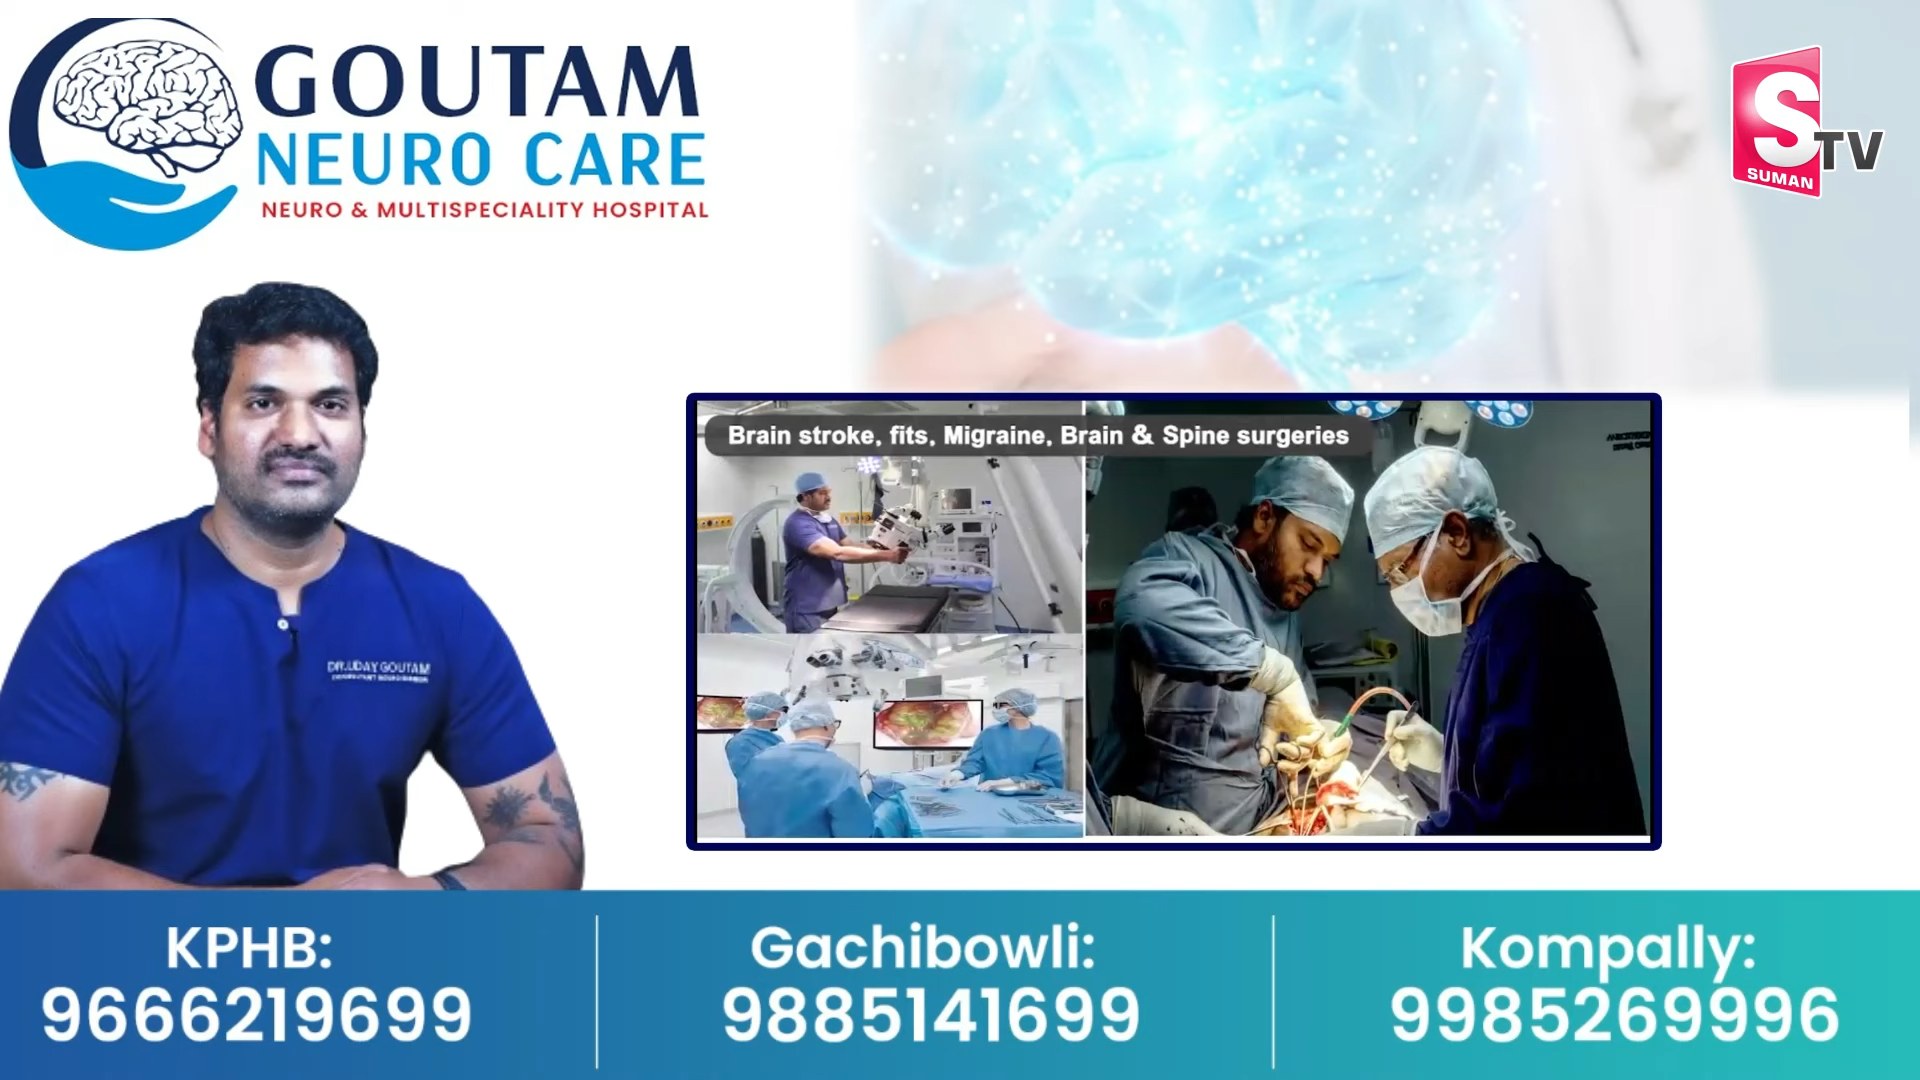 GOUTAM
NEURO CARE
NEURO & MULTISPECIALITY HOSPITAL
S
TV
SUMAN
Brain stroke, fits, Migraine, Brain & Spine surgeries
DR.UDAY GOUTAM
KPHB:
9666219699
Gachibowli:
9885141699
Kompally:
9985269996